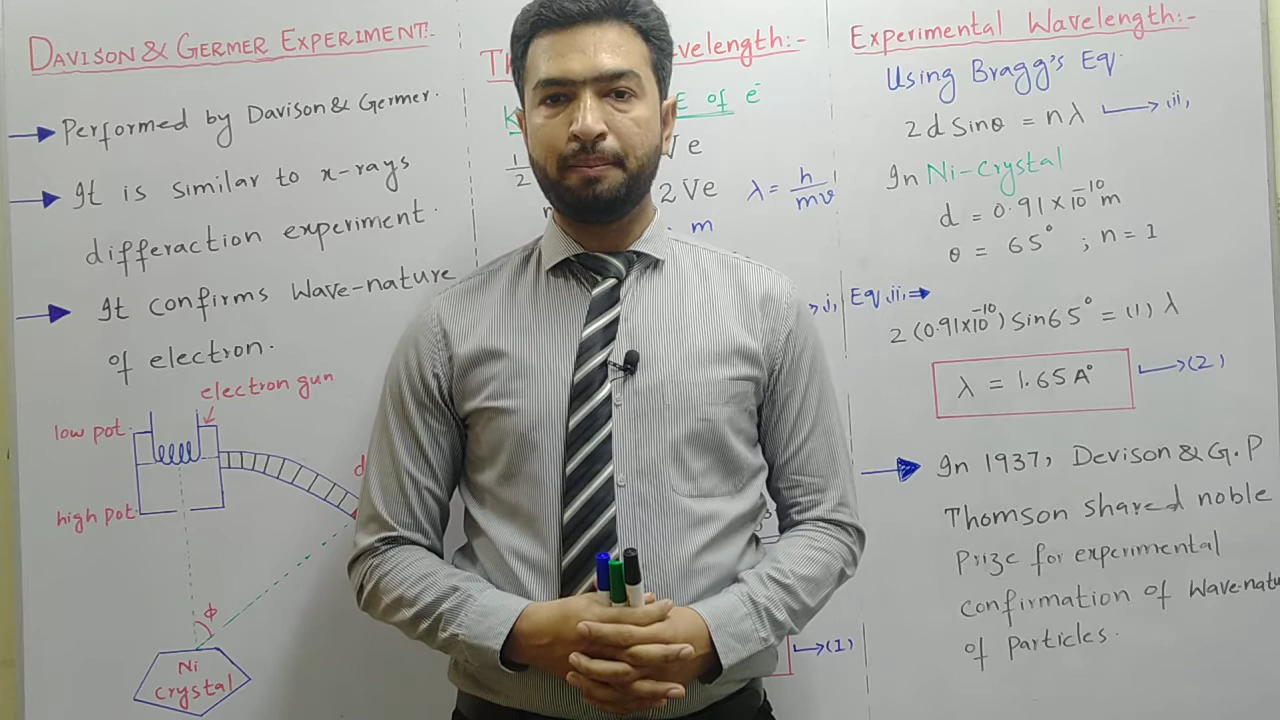 DAVISON & GERMER EXPERIMENT:-
Performed by Davison & Germer.
It is similar to x-rays
differaction experiment.
It confirms Wave-nature
of electron.
electron gun
low pot.
high pot.
d
ϕ
Ni
crystal
Th velength:-
K E of e⁻
1/2 Ve
2Ve λ = h/mv
m
→ i,
→ (1)
Experimental Wavelength:-
Using Bragg's Eq.
2d Sinθ = nλ → ii,
In Ni-crystal
d = 0.91×10⁻¹⁰m
θ = 65° ; n = 1
Eq.ii, ⇒
2(0.91×10⁻¹⁰) Sin65° = (1) λ
λ = 1.65 A° → (2)
In 1937, Devison & G.P
Thomson shared noble
Prize for experimental
confirmation of Wave-natu
of Particles.